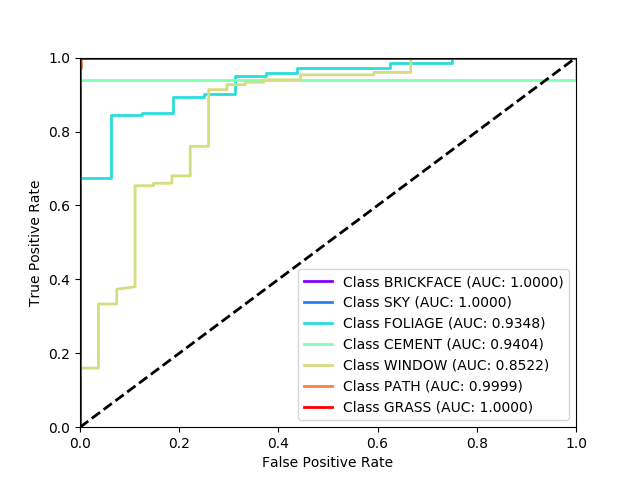 1.0
0.8
0.6
0.4
0.2
0.0
True Positive Rate
Class BRICKFACE (AUC: 1.0000)
Class SKY (AUC: 1.0000)
Class FOLIAGE (AUC: 0.9348)
Class CEMENT (AUC: 0.9404)
Class WINDOW (AUC: 0.8522)
Class PATH (AUC: 0.9999)
Class GRASS (AUC: 1.0000)
0.0 0.2 0.4 0.6 0.8 1.0
False Positive Rate